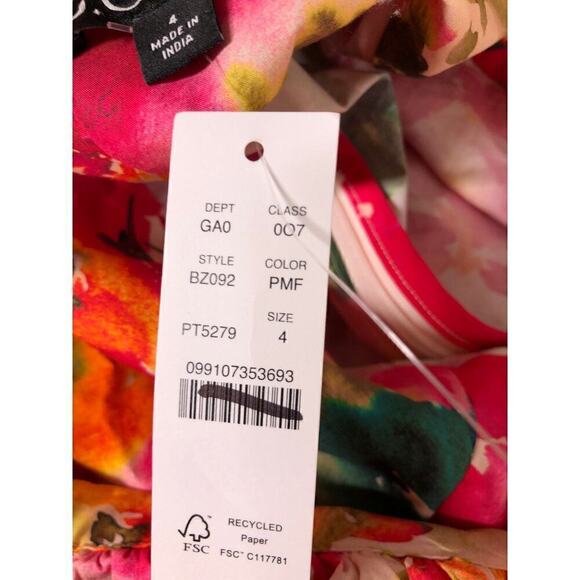 4
MADE IN
INDIA
DEPT CLASS
GA0 0O7
STYLE COLOR
BZ092 PMF
SIZE
PT5279 4
099107353693
FSC
RECYCLED
Paper
FSC™ C117781